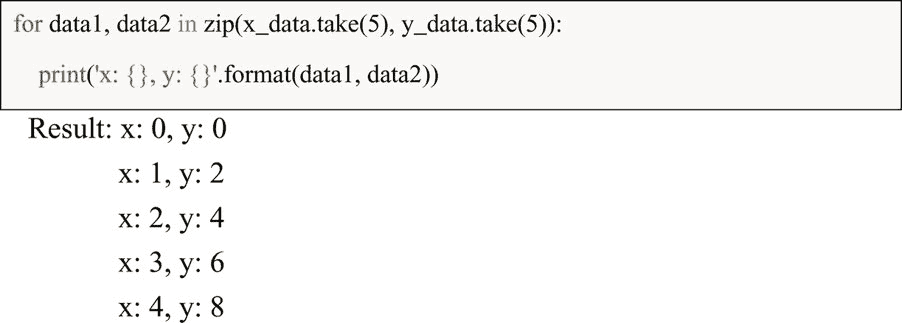 for data1, data2 in zip(x_data.take(5), y_data.take(5)):
print('x: {}, y: {}'.format(data1, data2))
Result: x: 0, y: 0
x: 1, y: 2
x: 2, y: 4
x: 3, y: 6
x: 4, y: 8